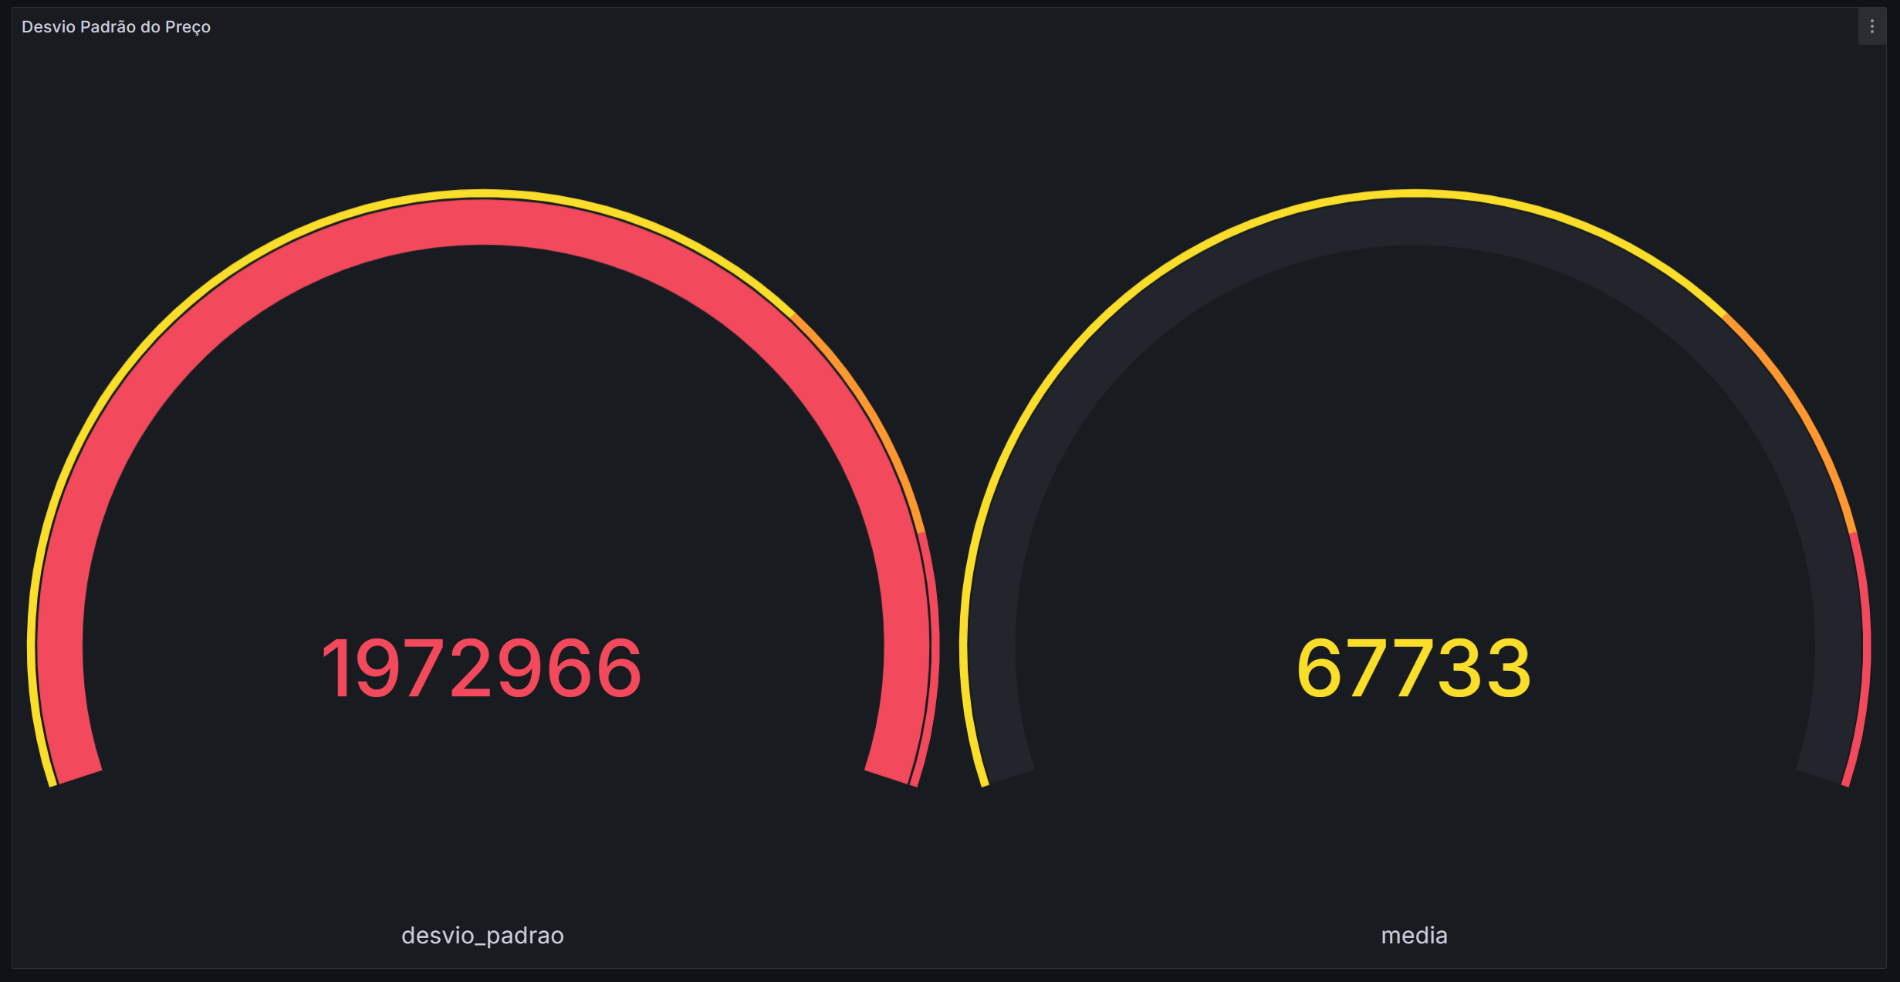 Desvio Padrão do Preço
1972966
67733
desvio_padrao
media